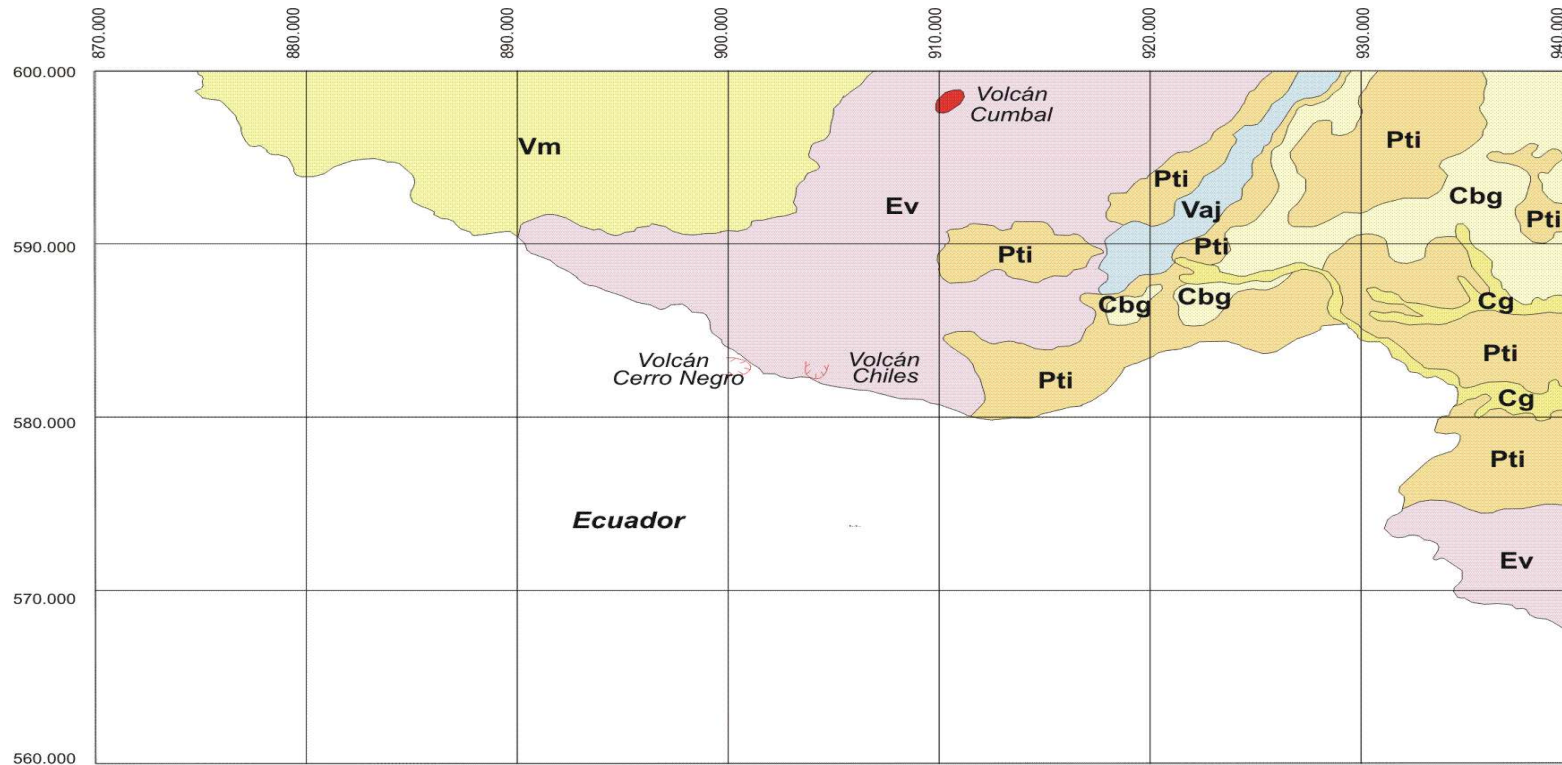 870.000
880.000
890.000
900.000
910.000
920.000
930.000
940.000
600.000
Volcán
Cumbal
Vm
Pti
Pti
Cbg
Ev
Vaj
Pti
590.000
Pti
Pti
Cbg
Cbg
Cg
Volcán
Cerro Negro
Volcán
Chiles
Pti
Pti
Cg
580.000
Pti
Ecuador
Ev
570.000
560.000